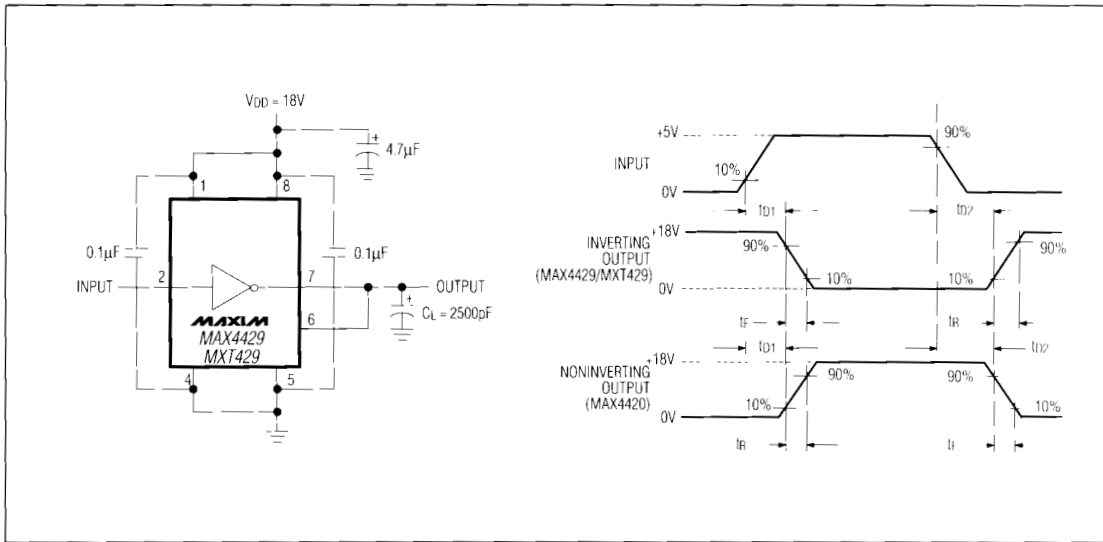 VDD = 18V
+
4.7µF
1
8
0.1µF
0.1µF
2
7
INPUT
OUTPUT
+
CL = 2500pF
6
MAXIM
MAX4429
MXT429
4
5
+5V
90%
INPUT
10%
0V
tD1
tD2
+18V
INVERTING
OUTPUT
(MAX4429/MXT429)
90%
90%
10%
10%
0V
tF
tR
tD1
tD2
+18V
NONINVERTING
OUTPUT
(MAX4420)
90%
90%
10%
10%
0V
tR
tF